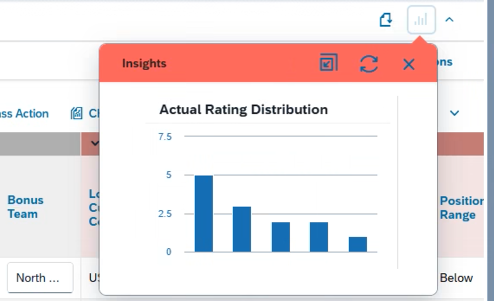 ons
Insights
ss Action
Actual Rating Distribution
7.5
5
2.5
0
Bonus
Team
Position
Range
North ...
Below